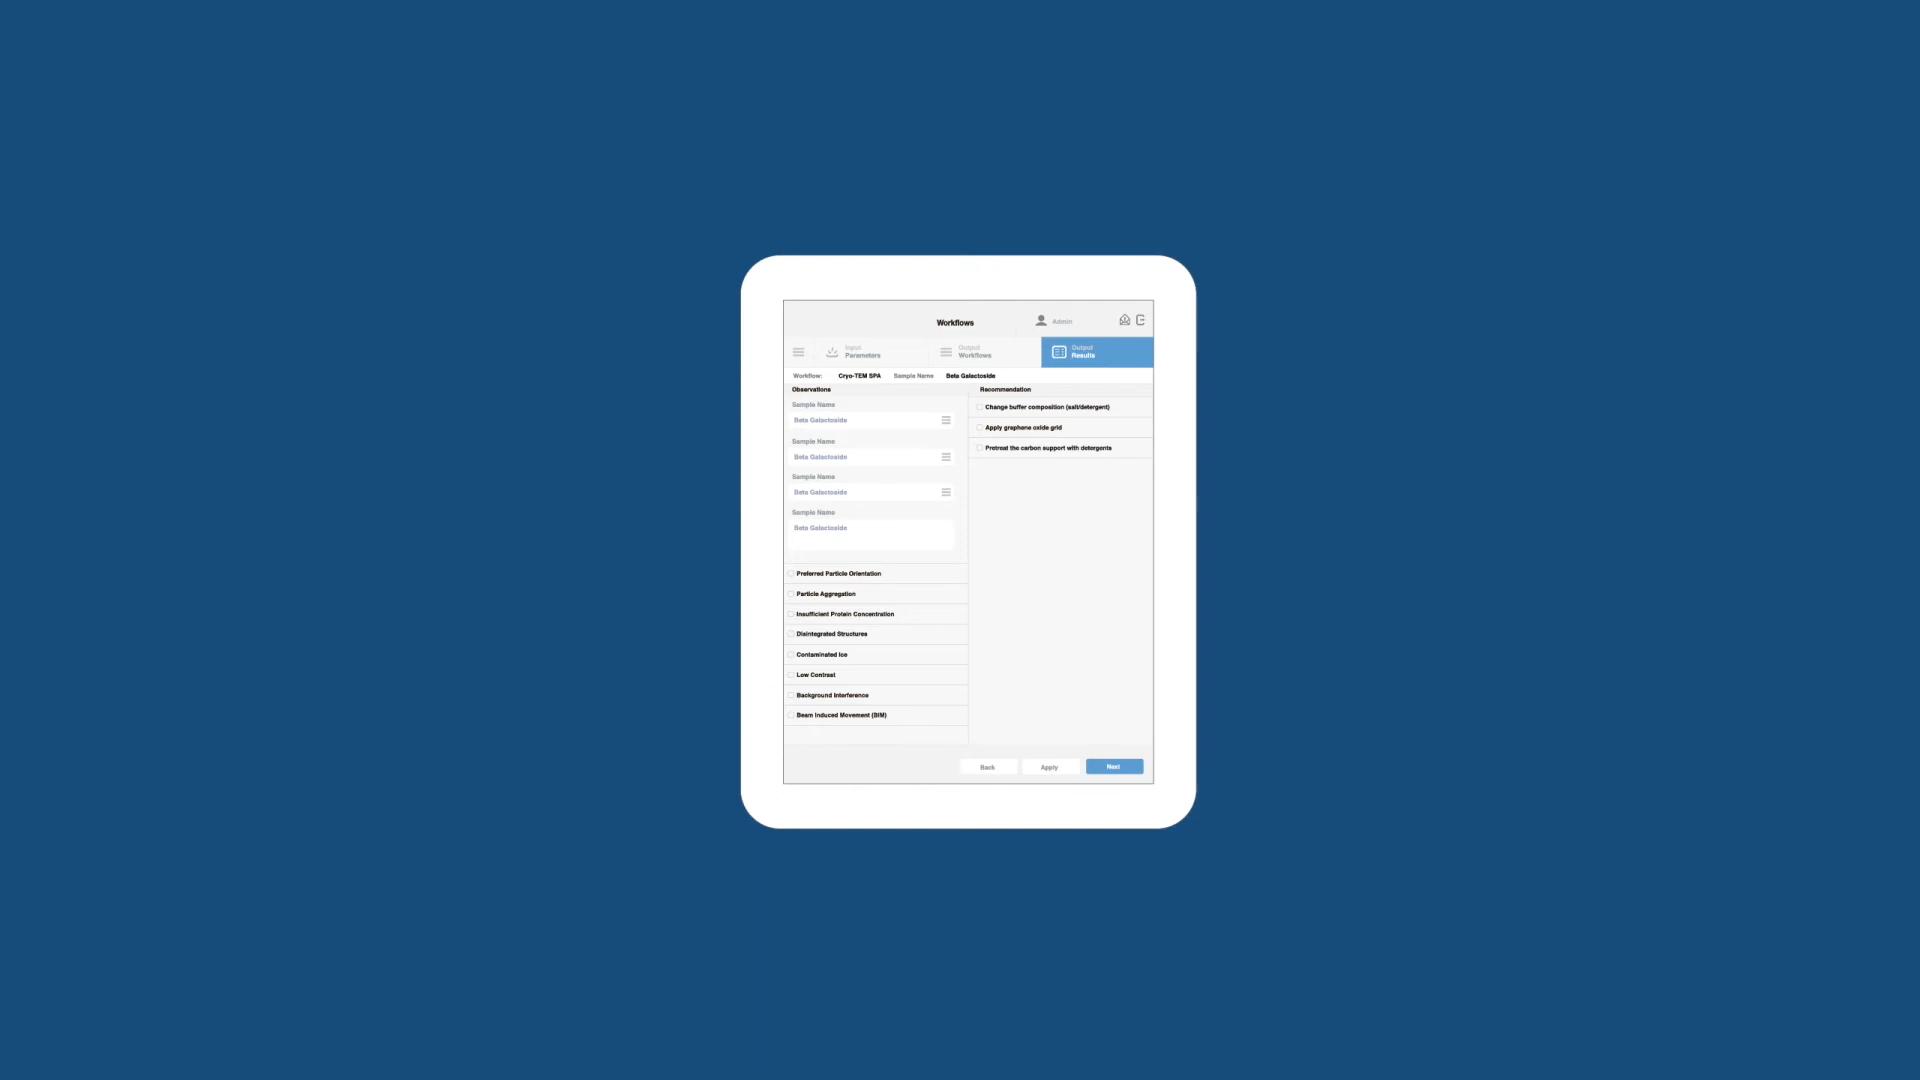 Workflows
Admin
Input
Parameters
Output
Workflows
Output
Results
Workflow: Cryo-TEM SPA Sample Name Beta Galactoside
Observations
Sample Name
Beta Galactoside
Sample Name
Beta Galactoside
Sample Name
Beta Galactoside
Sample Name
Beta Galactoside
Preferred Particle Orientation
Particle Aggregation
Insufficient Protein Concentration
Disintegrated Structures
Contaminated Ice
Low Contrast
Background Interference
Beam Induced Movement (BIM)
Recommendation
Change buffer composition (salt/detergent)
Apply graphene oxide grid
Pretreat the carbon support with detergents
Back
Apply
Next